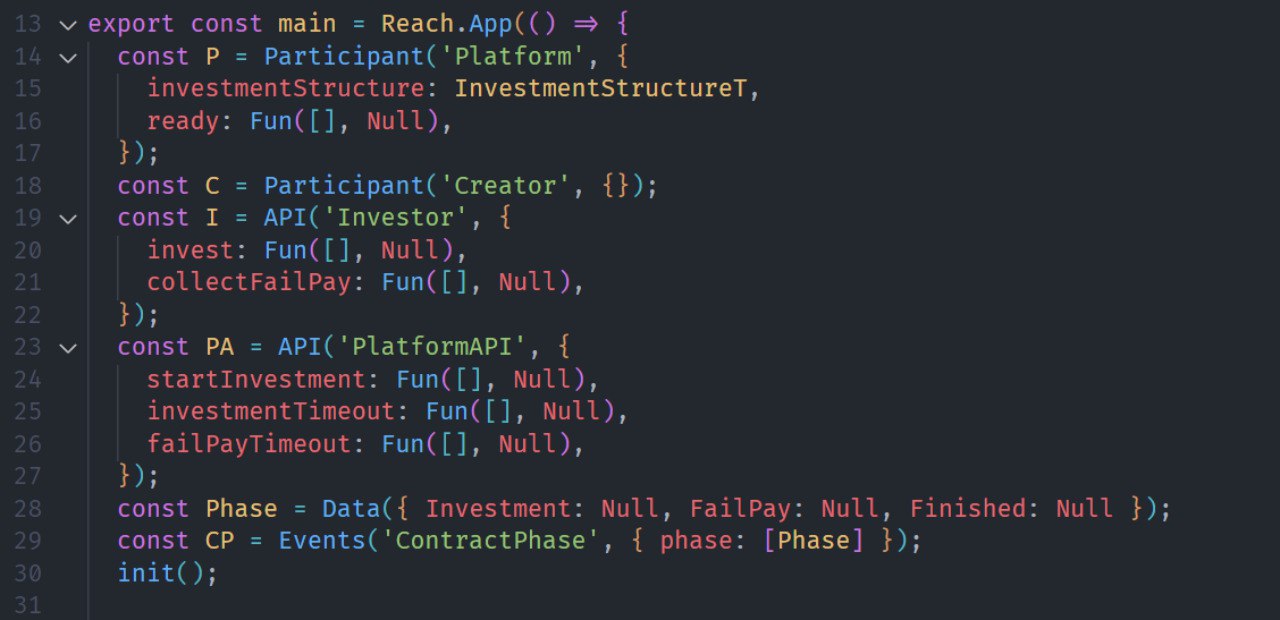 13 export const main = Reach.App(() ⇒ {
14   const P = Participant('Platform', {
15     investmentStructure: InvestmentStructureT,
16     ready: Fun([], Null),
17   });
18   const C = Participant('Creator', {});
19   const I = API('Investor', {
20     invest: Fun([], Null),
21     collectFailPay: Fun([], Null),
22   });
23   const PA = API('PlatformAPI', {
24     startInvestment: Fun([], Null),
25     investmentTimeout: Fun([], Null),
26     failPayTimeout: Fun([], Null),
27   });
28   const Phase = Data({ Investment: Null, FailPay: Null, Finished: Null });
29   const CP = Events('ContractPhase', { phase: [Phase] });
30   init();
31